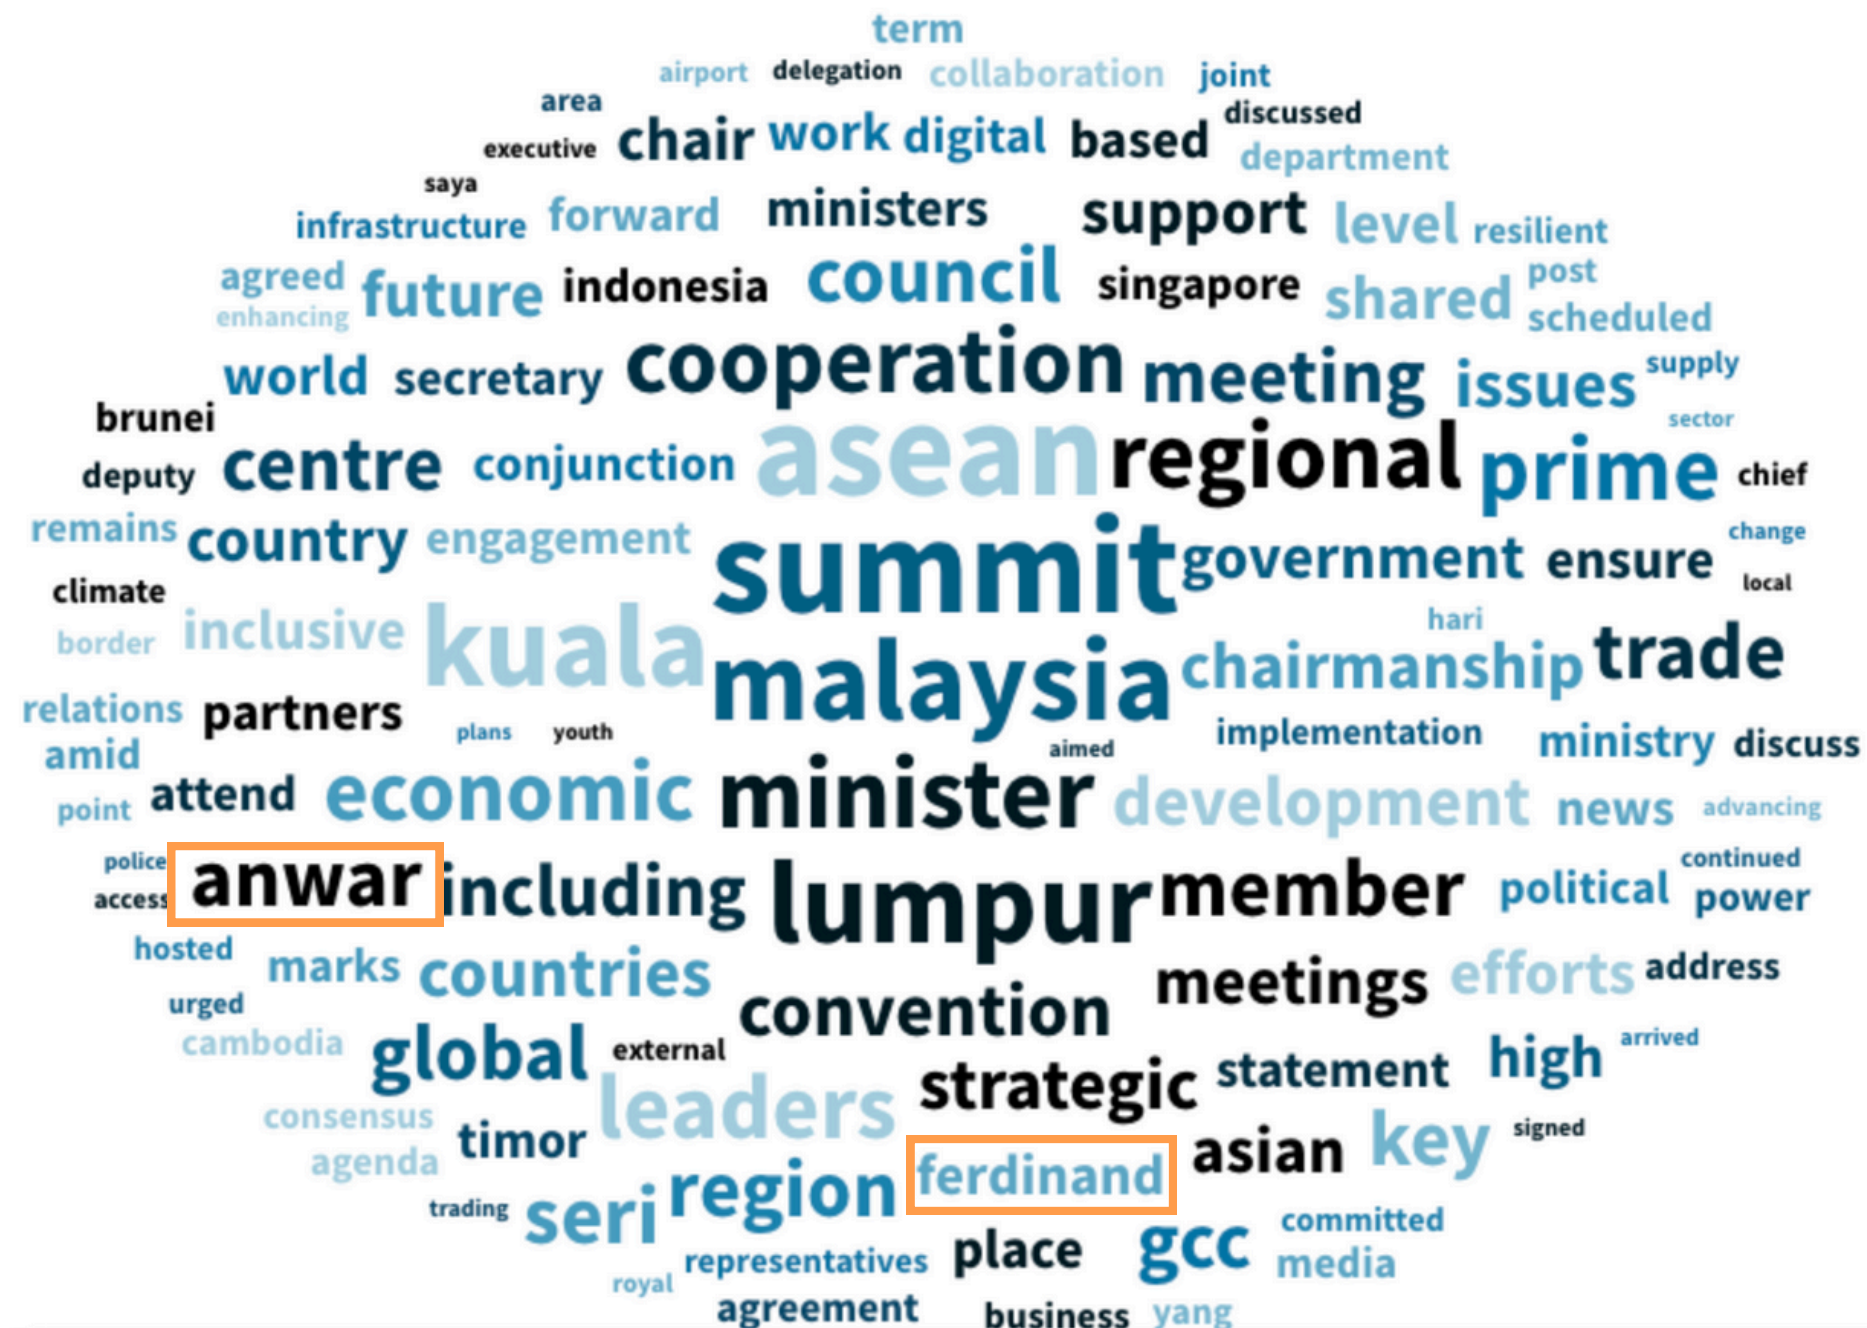 term
airport delegation collaboration joint
area discussed
executive chair work digital based department
saya
infrastructure forward ministers support level resilient
agreed future indonesia council singapore shared post
enhancing scheduled
world secretary cooperation meeting issues supply
brunei sector
deputy centre conjunction asean regional prime chief
remains country engagement change
climate summit government ensure local
border inclusive kuala hari
malaysia chairmanship trade
relations partners plans youth implementation ministry discuss
amid aimed
point attend economic minister development news advancing
police continued
access anwar including lumpur member political power
hosted marks countries meetings efforts address
urged convention
cambodia global external statement high arrived
consensus leaders strategic key signed
agenda timor ferdinand asian
trading seri region committed
representatives place gcc media
royal
agreement business yang